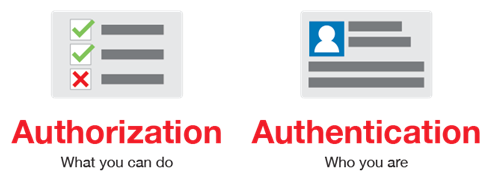 Authorization
What you can do
Authentication
Who you are